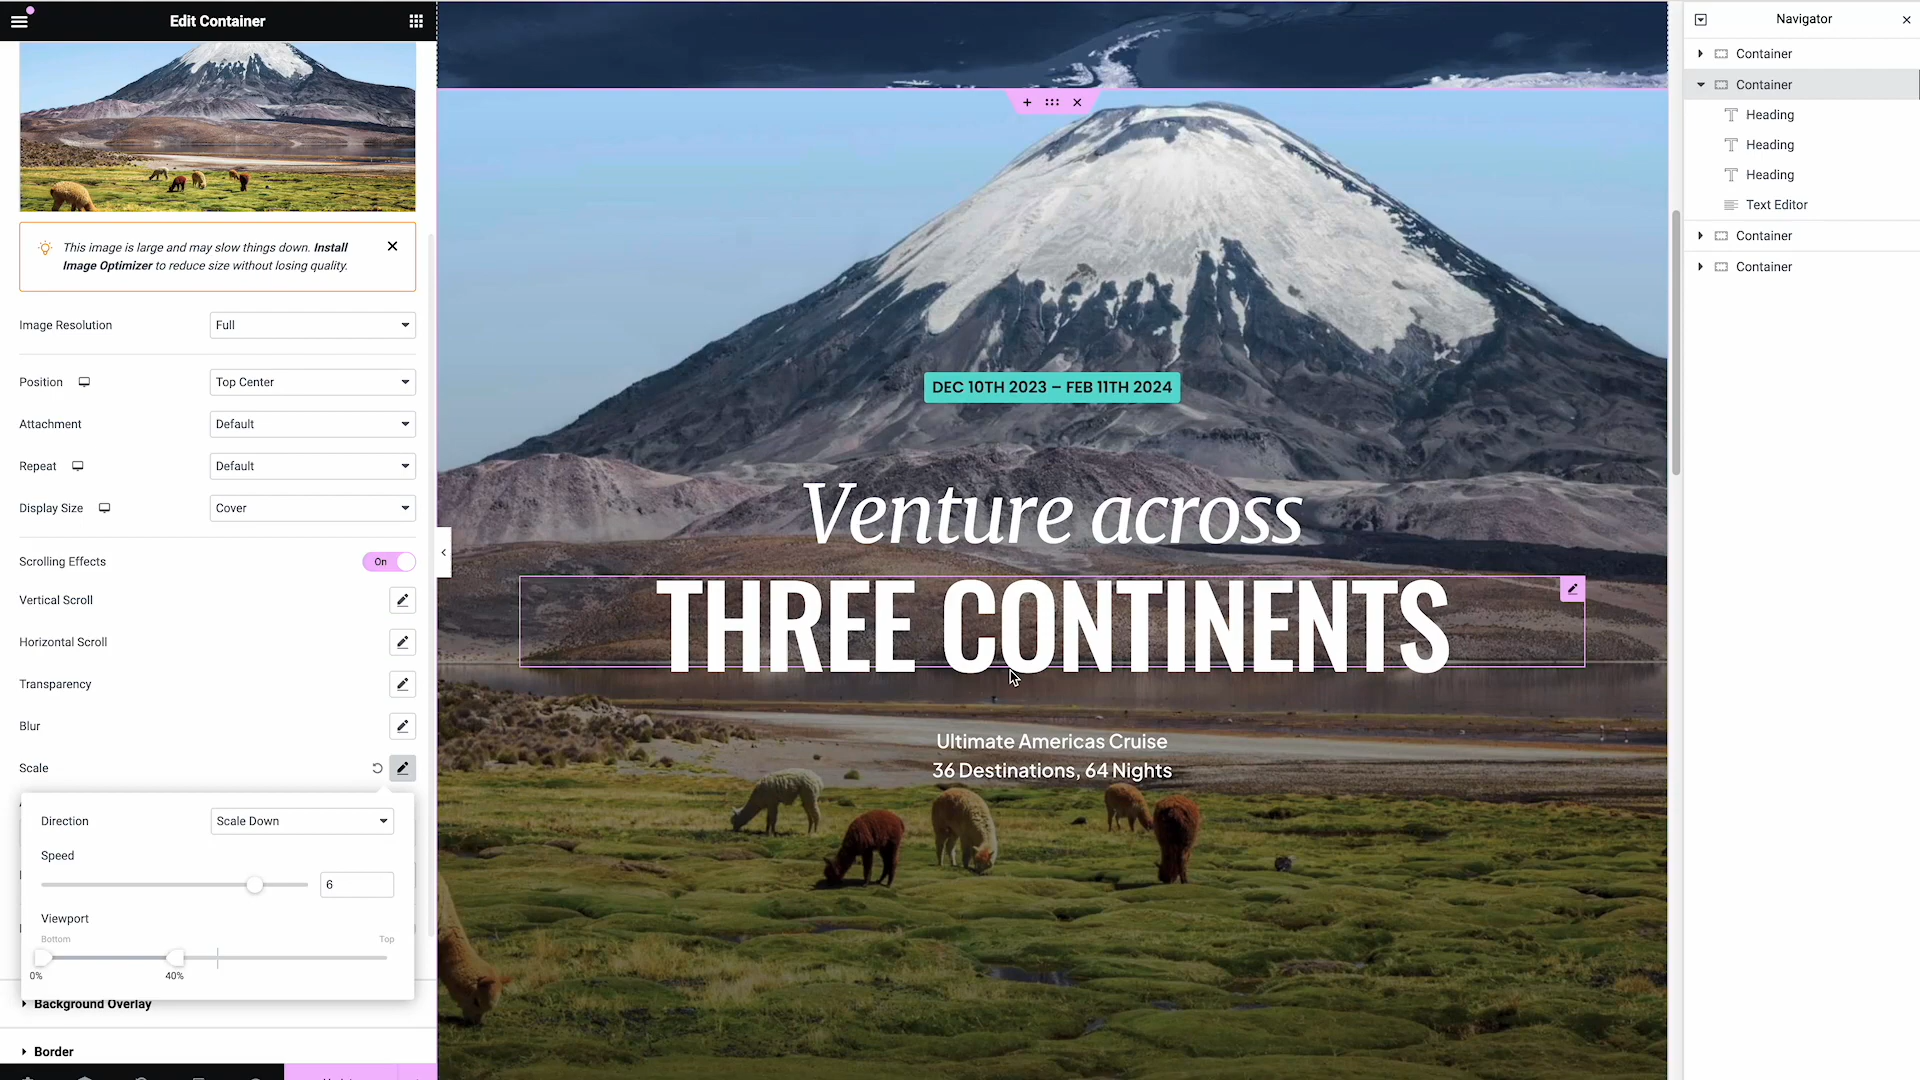 Edit Container
This image is large and may slow things down. Install
Image Optimizer to reduce size without losing quality.
Image Resolution
Full
Position
Top Center
Attachment
Default
Repeat
Default
Display Size
Cover
Scrolling Effects
On
Vertical Scroll
Horizontal Scroll
Transparency
Blur
Scale
Direction
Scale Down
Speed
6
Viewport
Bottom
Top
0%
40%
Background Overlay
Border
DEC 10TH 2023 – FEB 11TH 2024
Venture across
THREE CONTINENTS
Ultimate Americas Cruise
36 Destinations, 64 Nights
Navigator
Container
Container
Heading
Heading
Heading
Text Editor
Container
Container